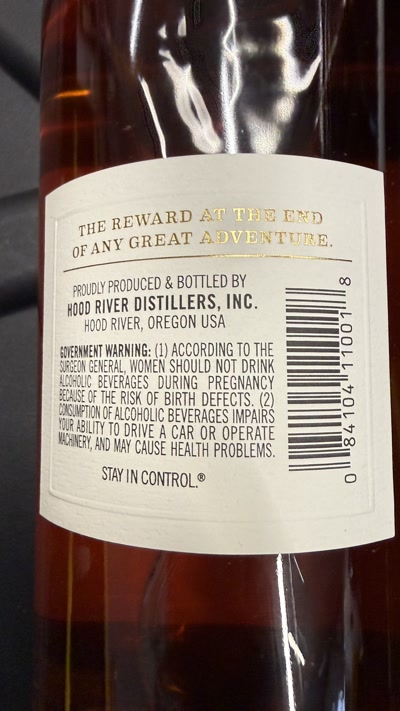 THE REWARD AT THE END
OF ANY GREAT ADVENTURE.
PROUDLY PRODUCED & BOTTLED BY
HOOD RIVER DISTILLERS, INC.
HOOD RIVER, OREGON USA
GOVERNMENT WARNING: (1) ACCORDING TO THE
SURGEON GENERAL, WOMEN SHOULD NOT DRINK
ALCOHOLIC BEVERAGES DURING PREGNANCY
BECAUSE OF THE RISK OF BIRTH DEFECTS. (2)
CONSUMPTION OF ALCOHOLIC BEVERAGES IMPAIRS
YOUR ABILITY TO DRIVE A CAR OR OPERATE
MACHINERY, AND MAY CAUSE HEALTH PROBLEMS.
STAY IN CONTROL.®
0 84104 11001 8